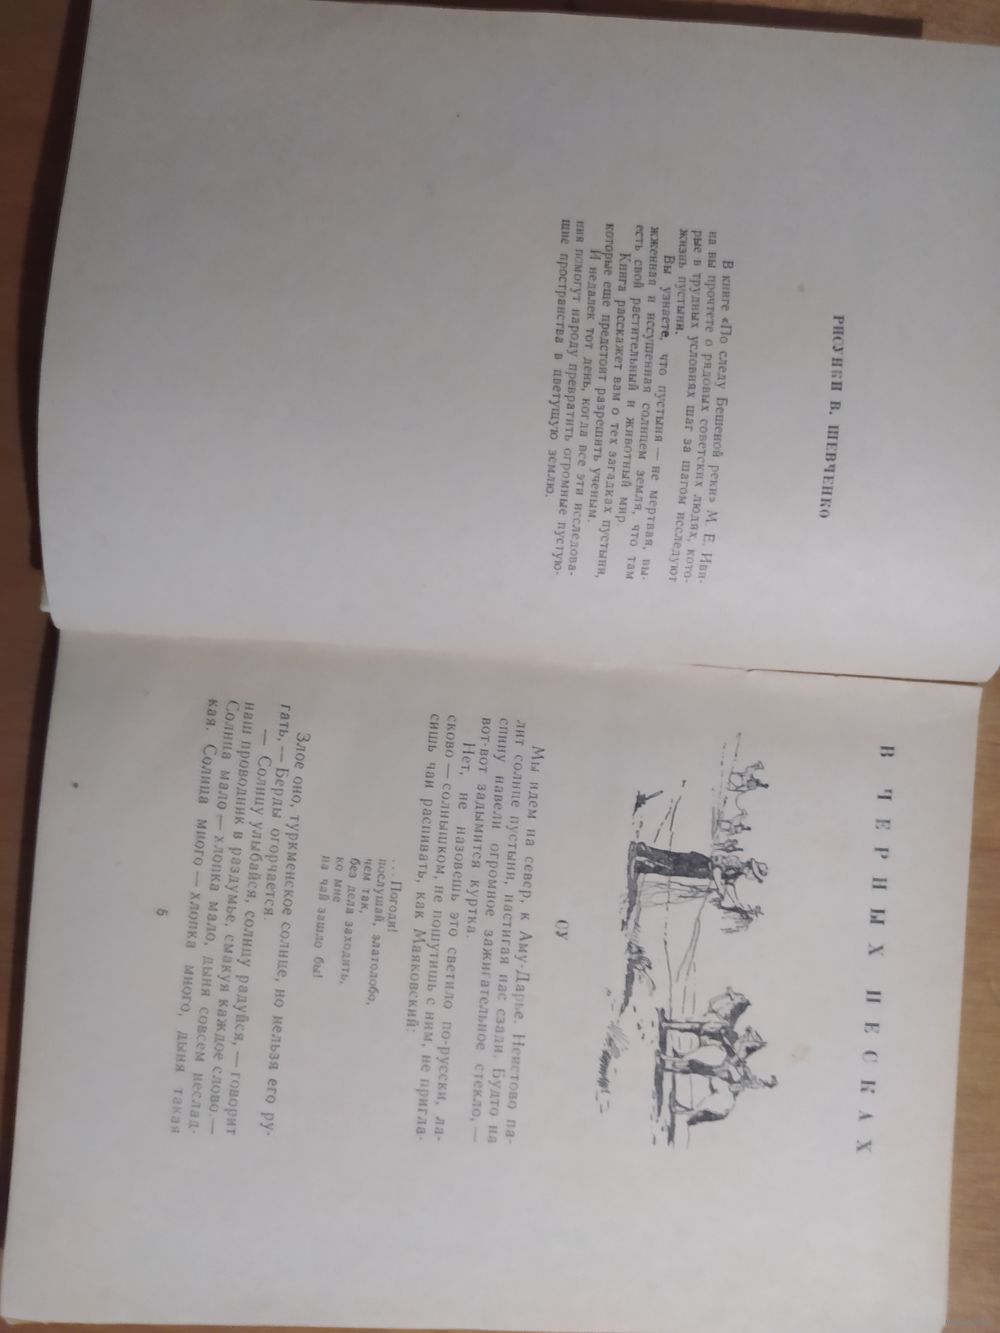 РИСУНКИ В. ШЕВЧЕНКО
В книге «По следу Бешеной реки» М. Е. Иви-
на вы прочтете о рядовых советских людях, кото-
рые в трудных условиях шаг за шагом исследуют
жизнь пустыни.
Вы узнаете, что пустыня — не мертвая, вы-
жженная и иссушенная солнцем земля, что там
есть свой растительный и животный мир.
Книга расскажет вам о тех загадках пустыни,
которые еще предстоит разрешить ученым.
И недалек тот день, когда все эти исследова-
ния помогут народу превратить огромные пустую-
щие пространства в цветущую землю.
В ЧЕРНЫХ ПЕСКАХ
СУ
Мы идем на север, к Аму-Дарье. Неистово па-
лит солнце пустыни, настигая нас сзади. Будто на
спину навели огромное зажигательное стекло, —
вот-вот задымится куртка.
Нет, не назовешь это светило по-русски, ла-
сково — солнышком, не пошутишь с ним, не пригла-
сишь чаи распивать, как Маяковский:
...Погоди!
послушай, златолобо,
чем так,
без дела заходить,
ко мне
на чай зашло бы!
Злое оно, туркменское солнце, но нельзя его ру-
гать, — Берды огорчается.
— Солнцу улыбайся, солнцу радуйся, — говорит
наш проводник в раздумье, смакуя каждое слово. —
Солнца мало — хлопка мало, дыня совсем неслад-
кая. Солнца много — хлопка много, дыня такая
5